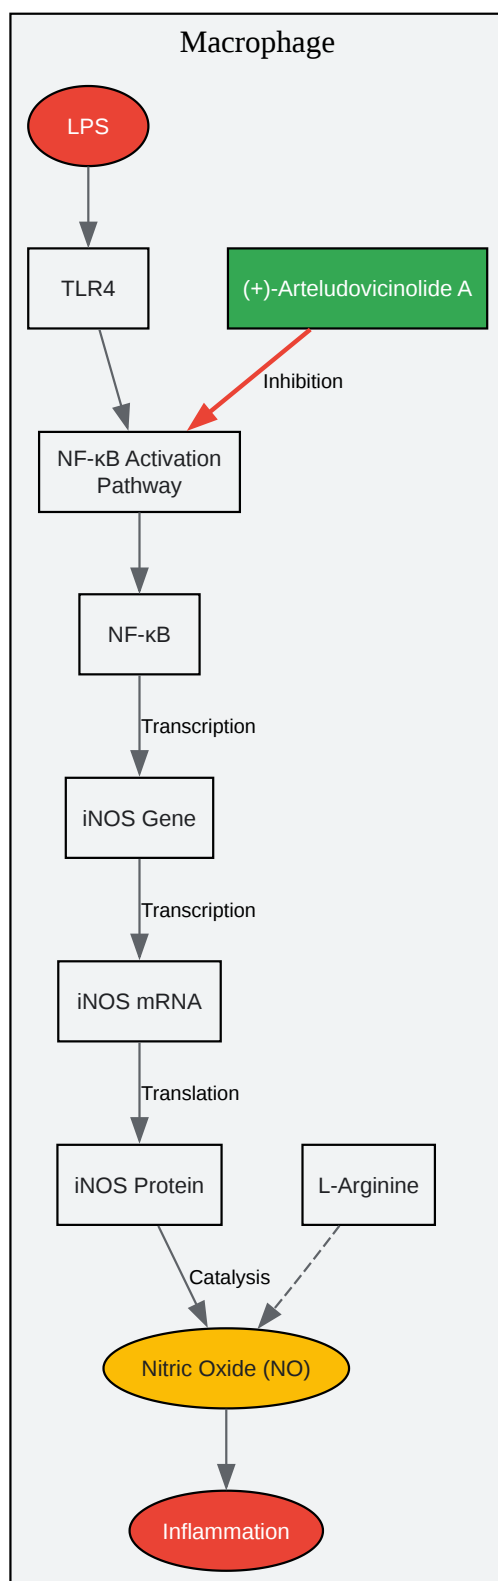 Macrophage
LPS
TLR4
(+)-Arteludovicinolide A
Inhibition
NF-κB Activation
Pathway
NF-κB
Transcription
iNOS Gene
Transcription
iNOS mRNA
Translation
iNOS Protein
L-Arginine
Catalysis
Nitric Oxide (NO)
Inflammation